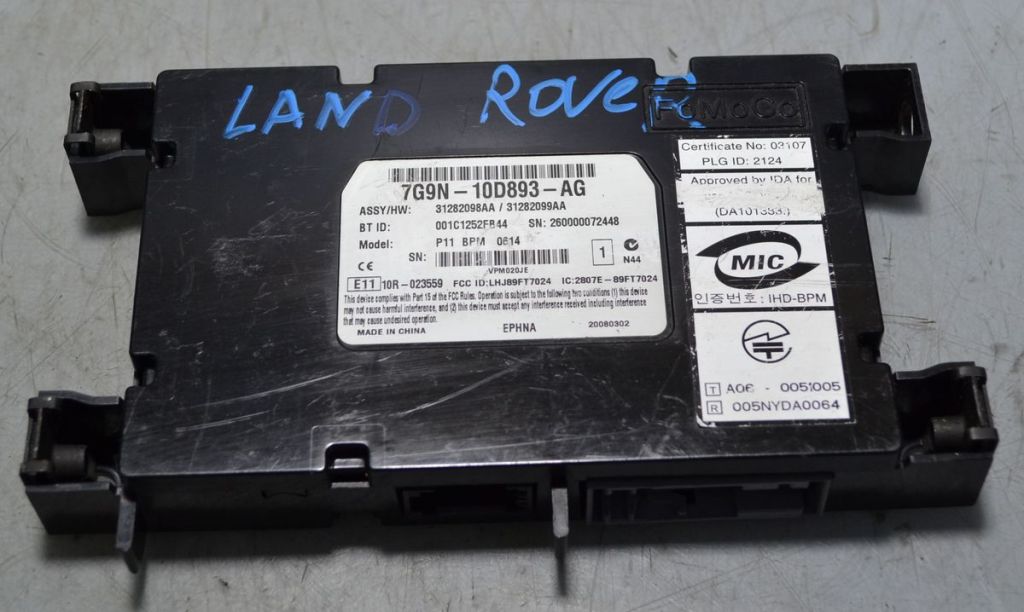 LAND ROVER
FoMoCo
7G9N-10D893-AG
ASSY/HW: 31282098AA / 31282099AA
BT ID: 001C1252FB44 SN: 260000072448
Model: P11 BPM 0614
SN:
VPM020JE
1
N44
CE
E11 10R-023559 FCC ID:LHJ89FT7024 IC:2807E-89FT7024
This device complies with Part 15 of the FCC Rules. Operation is subject to the following two conditions (1) this device
may not cause harmful interference, and (2) this device must accept any interference received including interference
that may cause undesired operation.
MADE IN CHINA EPHNA 20080302
Certificate No: 03107
PLG ID: 2124
Approved by IDA for
MIC
인증번호: IHD-BPM
T A06 - 0051005
R 005NYDA0064